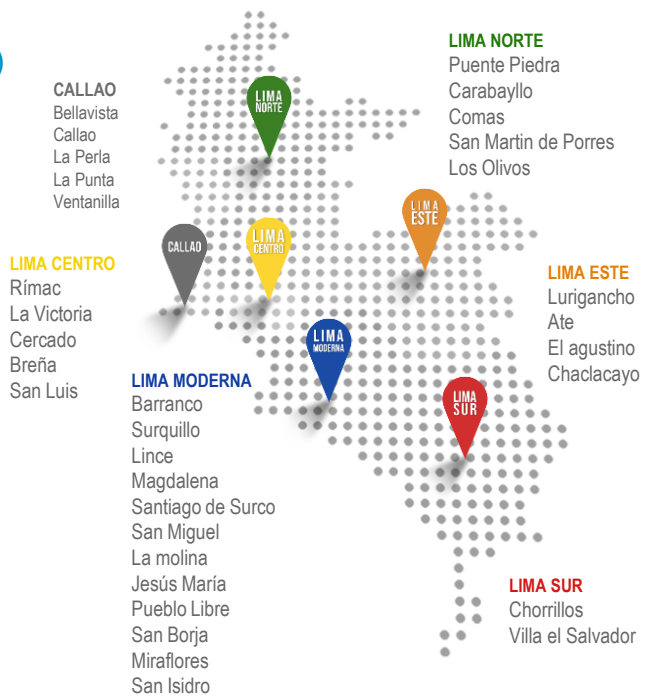 LIMA NORTE
Puente Piedra
Carabayllo
Comas
San Martin de Porres
Los Olivos
CALLAO
Bellavista
Callao
La Perla
La Punta
Ventanilla
LIMA
NORTE
LIMA
ESTE
CALLAO
LIMA
CENTRO
LIMA CENTRO
Rímac
La Victoria
Cercado
Breña
San Luis
LIMA ESTE
Lurigancho
Ate
El agustino
Chaclacayo
LIMA
MODERNA
LIMA
SUR
LIMA MODERNA
Barranco
Surquillo
Lince
Magdalena
Santiago de Surco
San Miguel
La molina
Jesús María
Pueblo Libre
San Borja
Miraflores
San Isidro
LIMA SUR
Chorrillos
Villa el Salvador